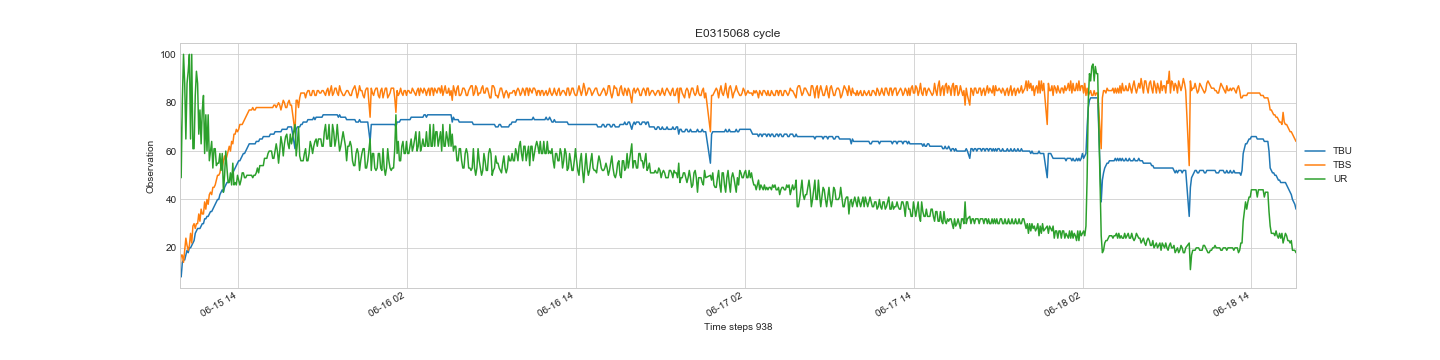 E0315068 cycle
100
80
60
40
20
Observation
06-15 14
06-16 02
06-16 14
06-17 02
06-17 14
06-18 02
06-18 14
Time steps 938
TBU
TBS
UR